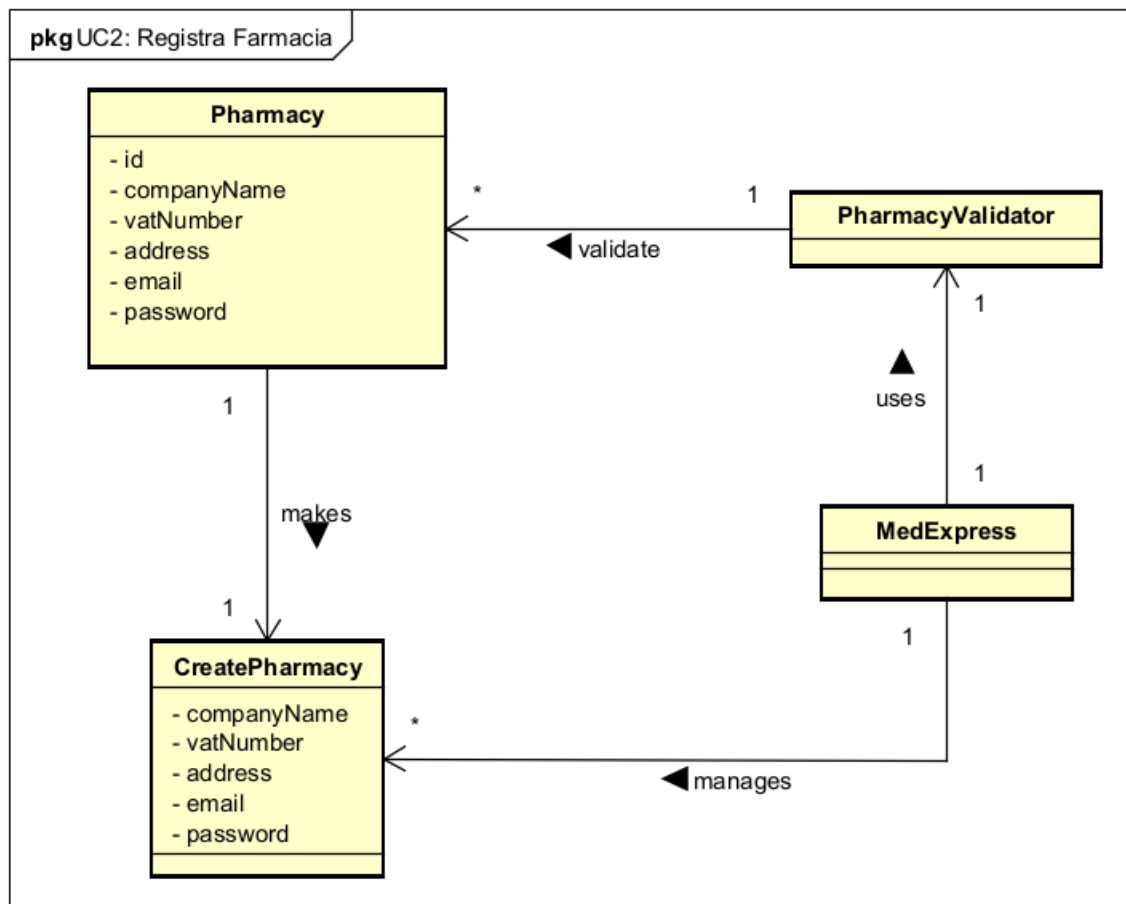 pkg UC2: Registra Farmacia
Pharmacy
- id
- companyName
- vatNumber
- address
- email
- password
* 1
validate
PharmacyValidator
1
uses
1
MedExpress
1
1
makes
1
CreatePharmacy
- companyName
- vatNumber
- address
- email
- password
*
manages